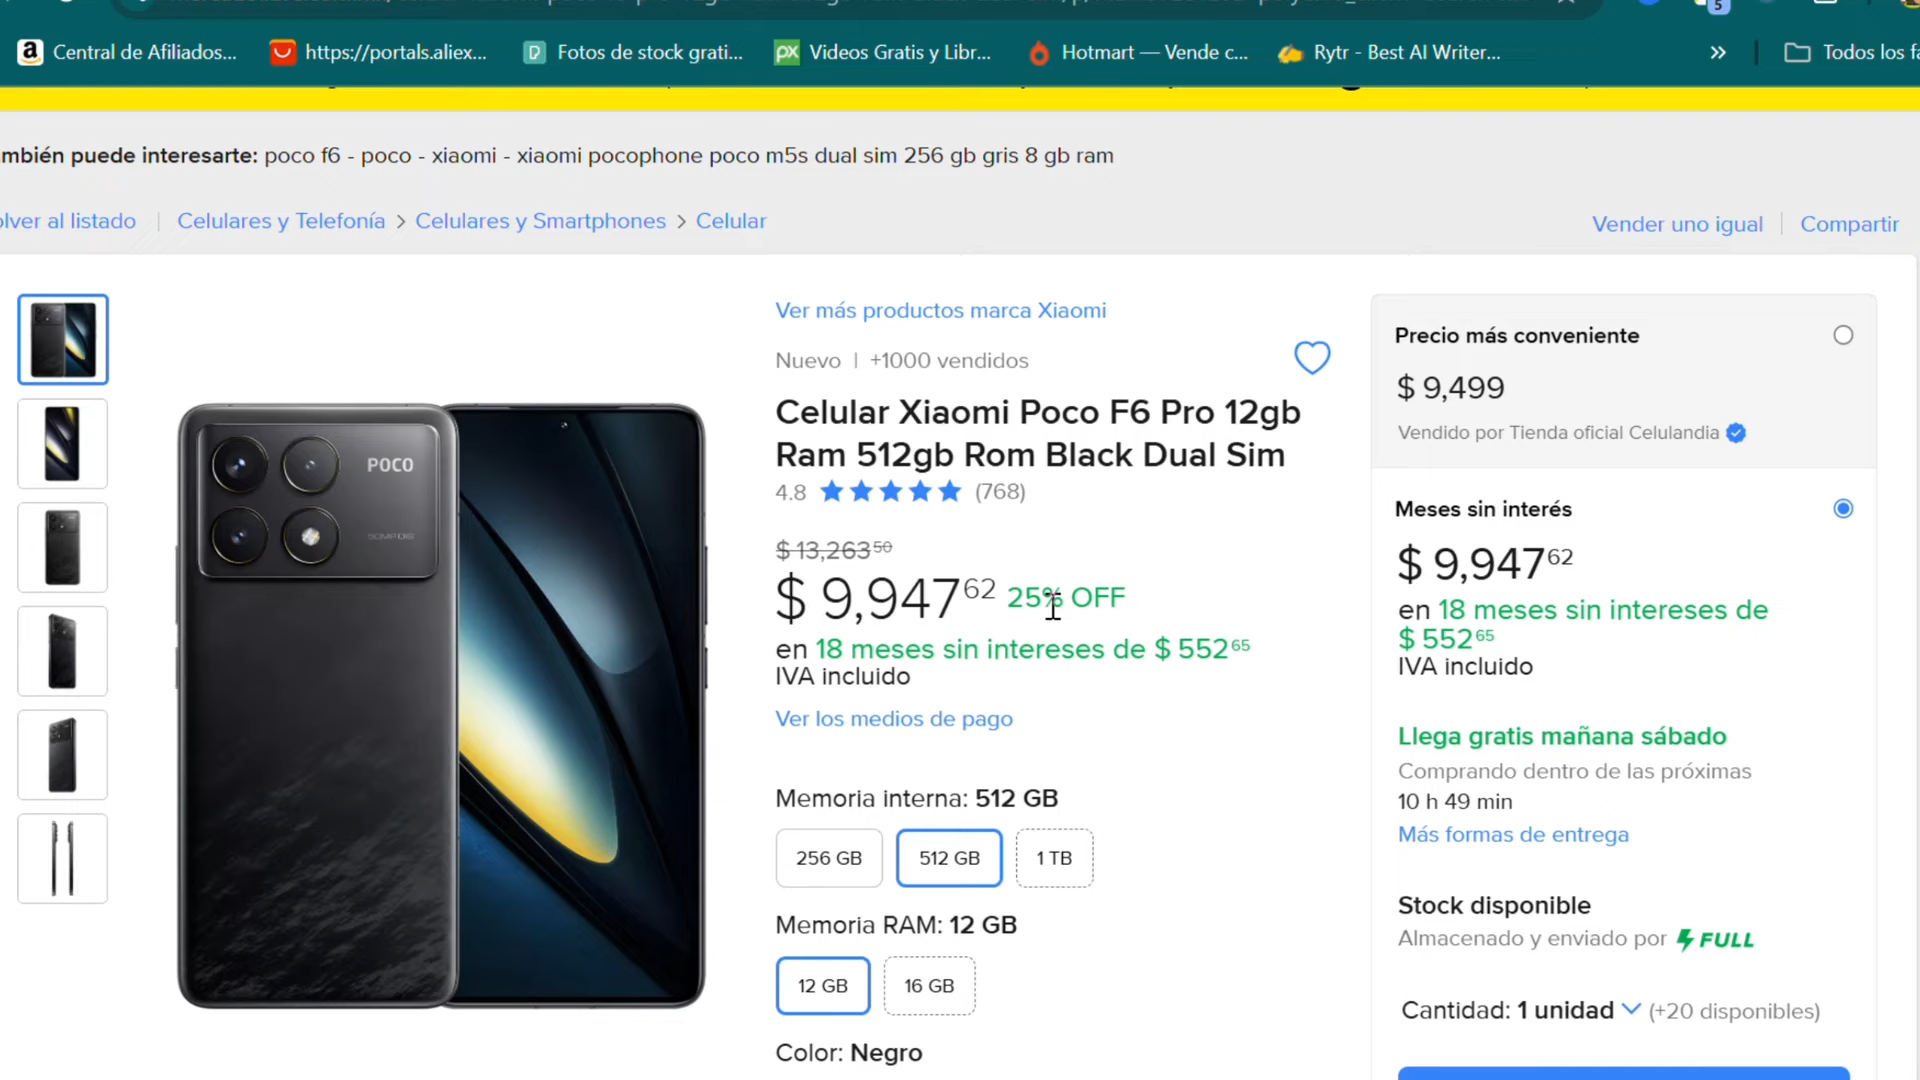 Central de Afiliados...
https://portals.aliex...
Fotos de stock grati...
Videos Gratis y Libr...
Hotmart — Vende c...
Rytr - Best AI Writer...
»
Todos los fa
5
mbién puede interesarte: poco f6 - poco - xiaomi - xiaomi pocophone poco m5s dual sim 256 gb gris 8 gb ram
olver al listado | Celulares y Telefonía > Celulares y Smartphones > Celular
Vender uno igual | Compartir
POCO
Ver más productos marca Xiaomi
Nuevo | +1000 vendidos
Celular Xiaomi Poco F6 Pro 12gb
Ram 512gb Rom Black Dual Sim
4.8 (768)
$ 13,263 50
$ 9,947 62 25% OFF
en 18 meses sin intereses de $ 552 65
IVA incluido
Ver los medios de pago
Memoria interna: 512 GB
256 GB 512 GB 1 TB
Memoria RAM: 12 GB
12 GB 16 GB
Color: Negro
Precio más conveniente
$ 9,499
Vendido por Tienda oficial Celulandia
Meses sin interés
$ 9,947 62
en 18 meses sin intereses de
$ 552 65
IVA incluido
Llega gratis mañana sábado
Comprando dentro de las próximas
10 h 49 min
Más formas de entrega
Stock disponible
Almacenado y enviado por FULL
Cantidad: 1 unidad (+20 disponibles)